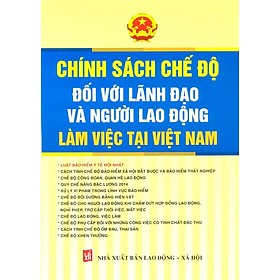 CHÍNH SÁCH CHẾ ĐỘ
ĐỐI VỚI LÃNH ĐẠO
VÀ NGƯỜI LAO ĐỘNG
LÀM VIỆC TẠI VIỆT NAM
* LUẬT BẢO HIỂM Y TẾ MỚI NHẤT
* CÁCH TÍNH CHẾ ĐỘ BẢO HIỂM XÃ HỘI BẮT BUỘC VÀ BẢO HIỂM THẤT NGHIỆP
* CHẾ ĐỘ CÔNG ĐOÀN, QUAN HỆ LAO ĐỘNG
* QUY CHẾ NÂNG BẬC LƯƠNG 2014
* XỬ LÝ VI PHẠM TRONG LĨNH VỰC BẢO HIỂM
* CHẾ ĐỘ BỒI DƯỠNG BẰNG HIỆN VẬT
* CHẾ ĐỘ CHO NGƯỜI LAO ĐỘNG KHI CHẤM DỨT HỢP ĐỒNG LAO ĐỘNG,
NGHỈ PHÉP, TRỢ CẤP THÔI VIỆC, MẤT VIỆC
* CHẾ ĐỘ LAO ĐỘNG, VIỆC LÀM
* CHẾ ĐỘ PHỤ CẤP ĐỐI VỚI NHỮNG CÔNG VIỆC CÓ TÍNH CHẤT ĐẶC THÙ
* CÁCH TÍNH CHẾ ĐỘ ỐM ĐAU, THAI SẢN
* CHẾ ĐỘ KHEN THƯỞNG
NHÀ XUẤT BẢN LAO ĐỘNG - XÃ HỘI